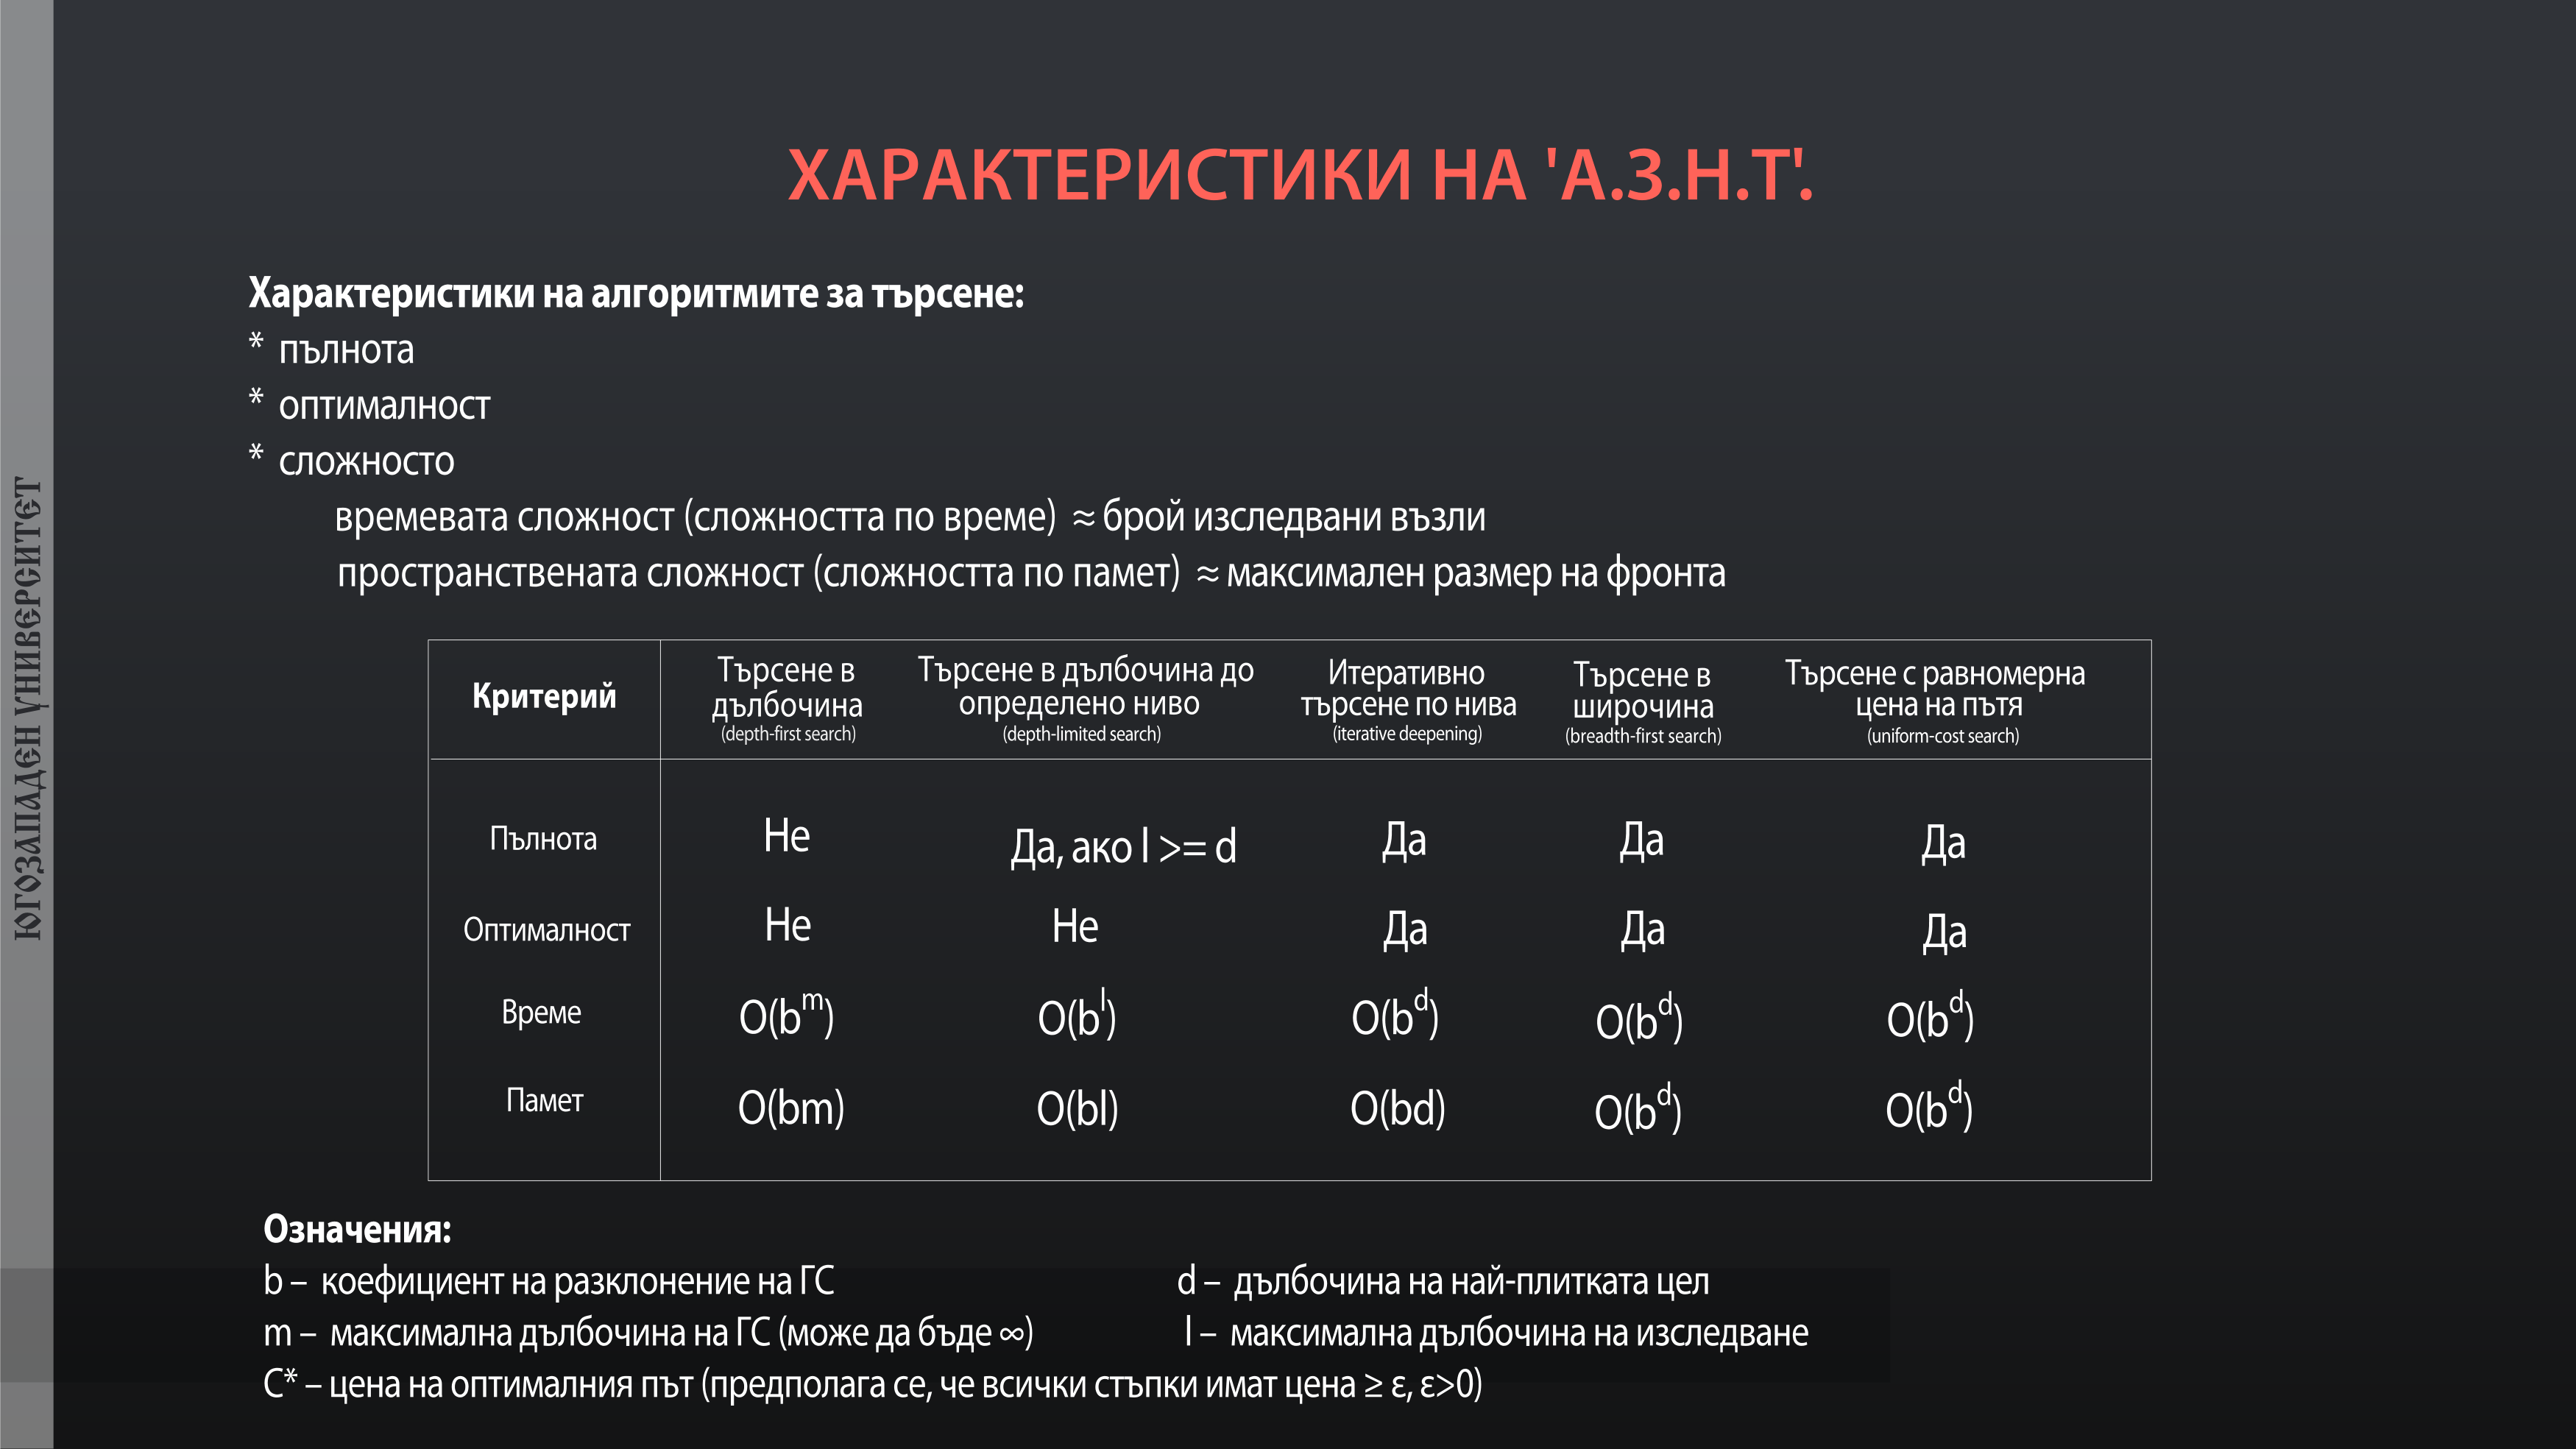 ЮГОЗАПАДЕН УНИВЕРСИТЕТ
ХАРАКТЕРИСТИКИ НА 'А.З.Н.Т'.
Характеристики на алгоритмите за търсене:
* пълнота
* оптималност
* сложносто
времевата сложност (сложността по време) ≈ брой изследвани възли
пространствената сложност (сложността по памет) ≈ максимален размер на фронта
Критерий
Търсене в
дълбочина
(depth-first search)
Търсене в дълбочина до
определено ниво
(depth-limited search)
Итеративно
търсене по нива
(iterative deepening)
Търсене в
широчина
(breadth-first search)
Търсене с равномерна
цена на пътя
(uniform-cost search)
Пълнота Не Да, ако l >= d Да Да Да
Оптималност Не Не Да Да Да
Време O(b^m) O(b^l) O(b^d) O(b^d) O(b^d)
Памет O(bm) O(bl) O(bd) O(b^d) O(b^d)
Означения:
b – коефициент на разклонение на ГС d – дълбочина на най-плитката цел
m – максимална дълбочина на ГС (може да бъде ∞) l – максимална дълбочина на изследване
C* – цена на оптималния път (предполага се, че всички стъпки имат цена ≥ ε, ε>0)